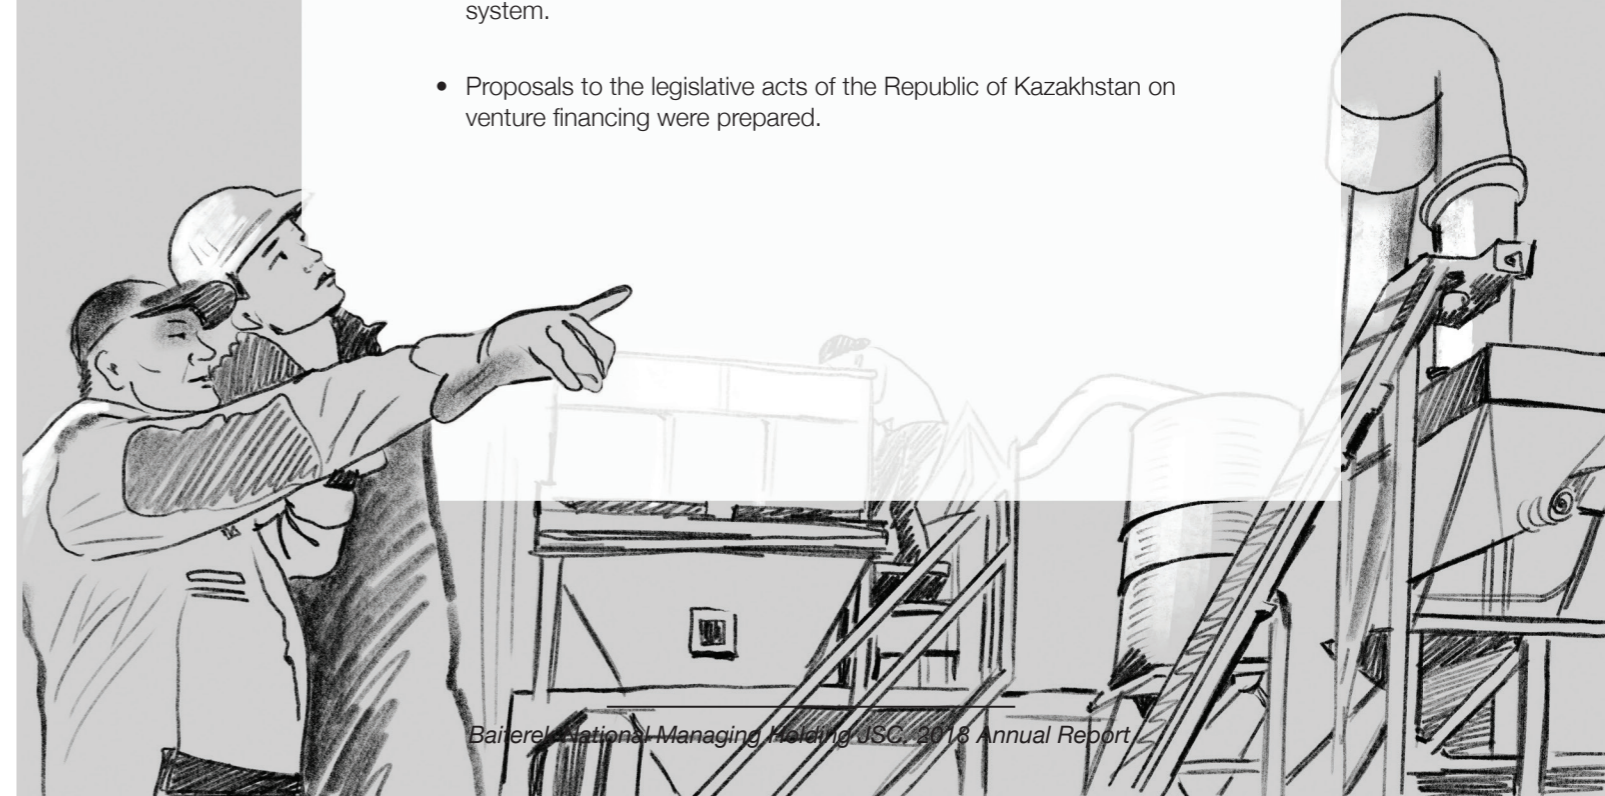 system.
• Proposals to the legislative acts of the Republic of Kazakhstan on
venture financing were prepared.
Baiterek National Managing Holding JSC. 2018 Annual Report